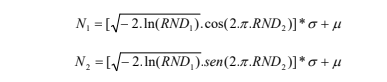 N₁ = [√-2.ln(RND₁).cos(2.π.RND₂)] * σ + μ
N₂ = [√-2.ln(RND₁).sen(2.π.RND₂)] * σ + μ